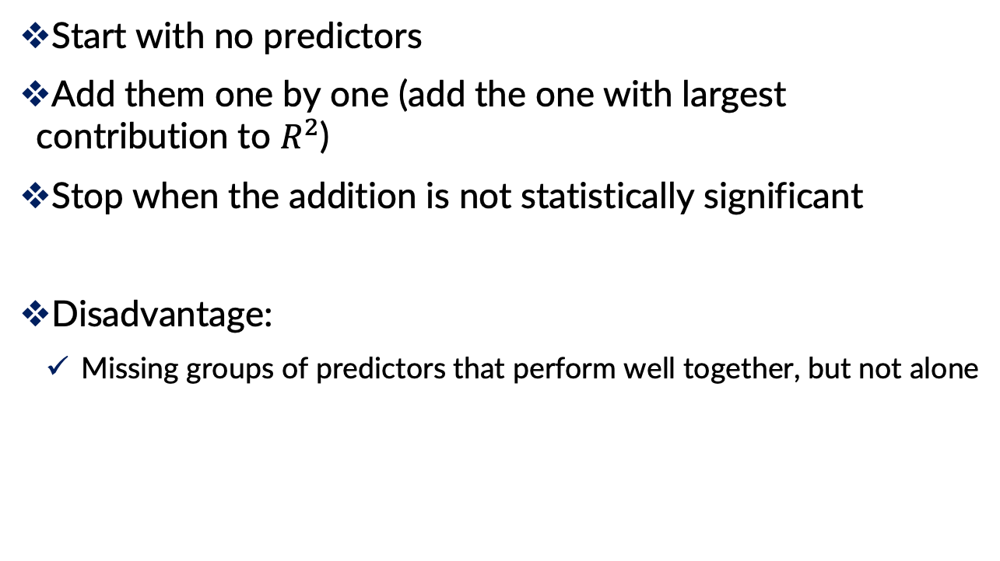 ❖Start with no predictors
❖Add them one by one (add the one with largest
contribution to R²)
❖Stop when the addition is not statistically significant
❖Disadvantage:
✓ Missing groups of predictors that perform well together, but not alone